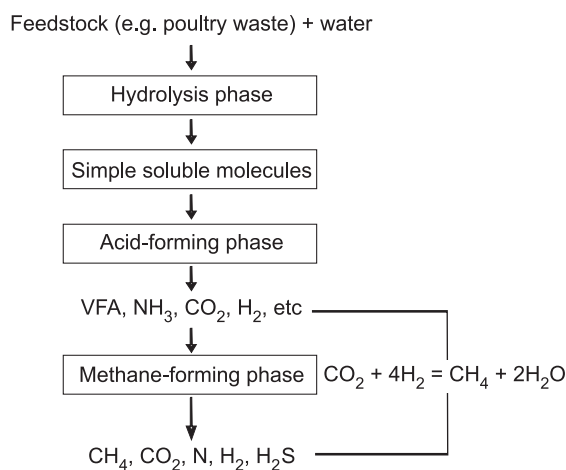 Feedstock (e.g. poultry waste) + water
Hydrolysis phase
Simple soluble molecules
Acid-forming phase
VFA, NH₃, CO₂, H₂, etc
Methane-forming phase
CO₂ + 4H₂ = CH₄ + 2H₂O
CH₄, CO₂, N, H₂, H₂S